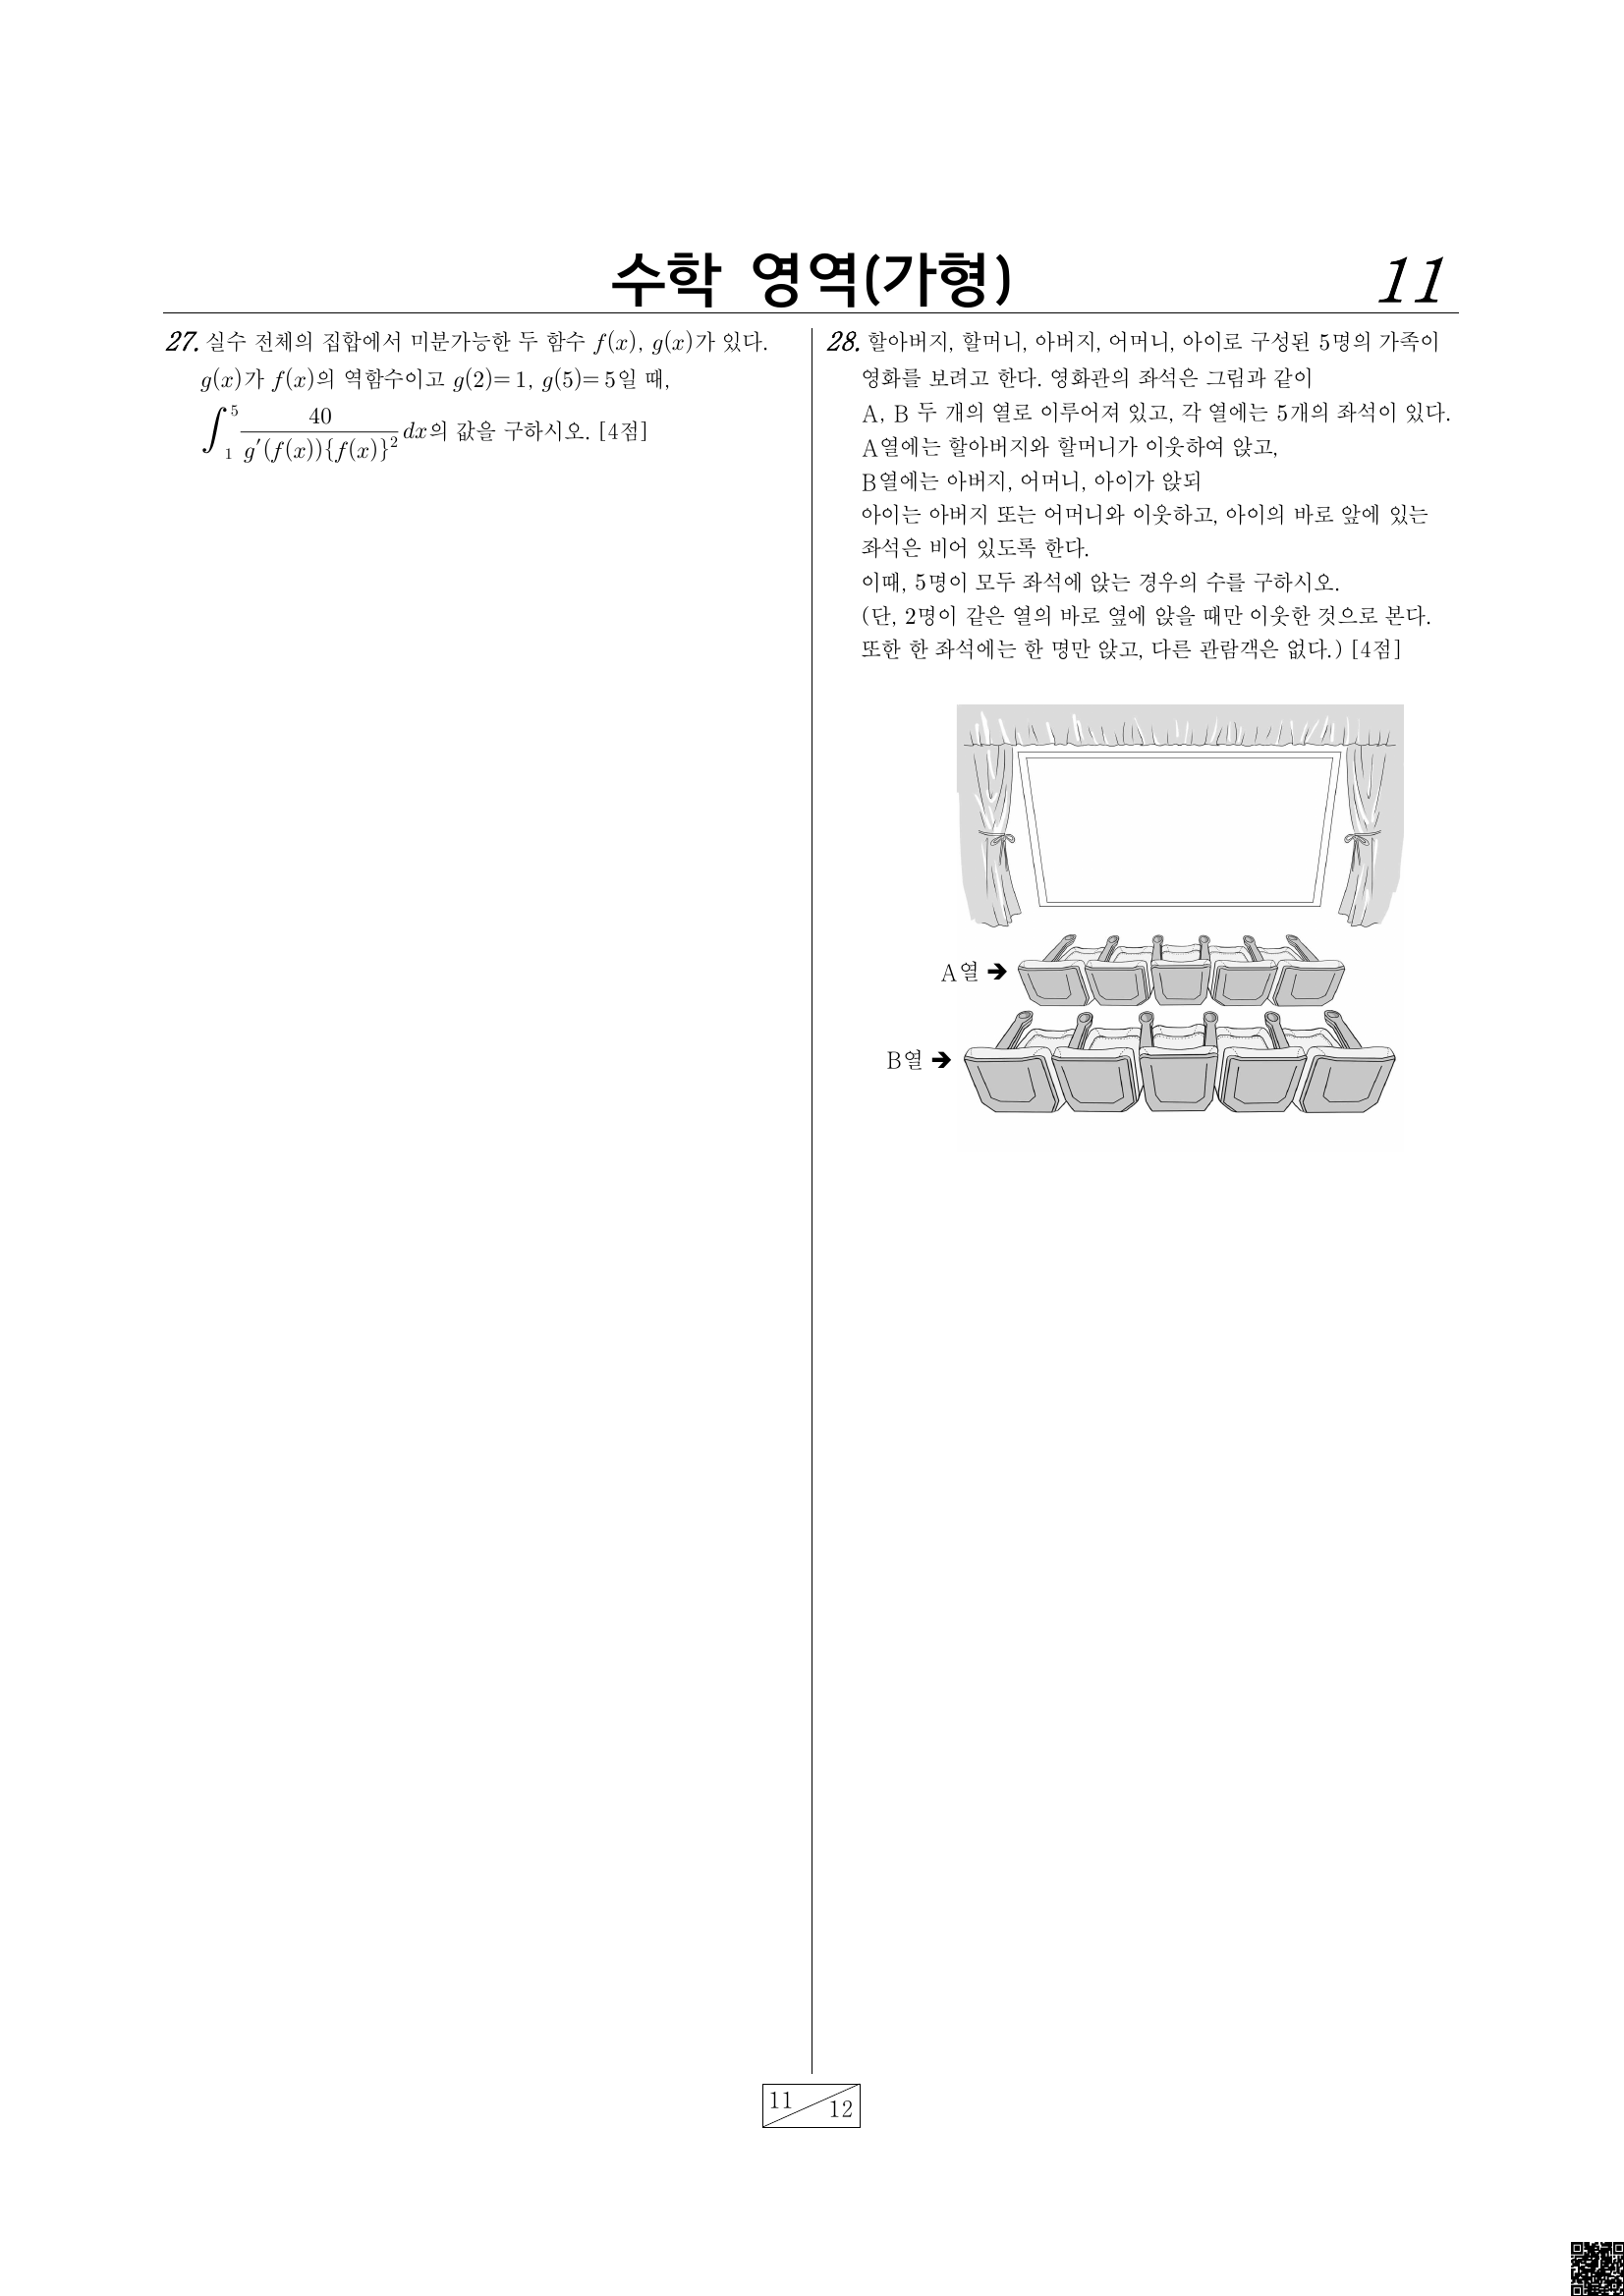 수학 영역(가형)
11
27. 실수 전체의 집합에서 미분가능한 두 함수 f(x), g(x)가 있다.
g(x)가 f(x)의 역함수이고 g(2)=1, g(5)=5일 때,
∫₁⁵ 40/(g′(f(x)){f(x)}²) dx의 값을 구하시오. [4점]
28. 할아버지, 할머니, 아버지, 어머니, 아이로 구성된 5명의 가족이
영화를 보려고 한다. 영화관의 좌석은 그림과 같이
A, B 두 개의 열로 이루어져 있고, 각 열에는 5개의 좌석이 있다.
A열에는 할아버지와 할머니가 이웃하여 앉고,
B열에는 아버지, 어머니, 아이가 앉되
아이는 아버지 또는 어머니와 이웃하고, 아이의 바로 앞에 있는
좌석은 비어 있도록 한다.
이때, 5명이 모두 좌석에 앉는 경우의 수를 구하시오.
(단, 2명이 같은 열의 바로 옆에 앉을 때만 이웃한 것으로 본다.
또한 한 좌석에는 한 명만 앉고, 다른 관람객은 없다.) [4점]
A열 ➔
B열 ➔
11
12